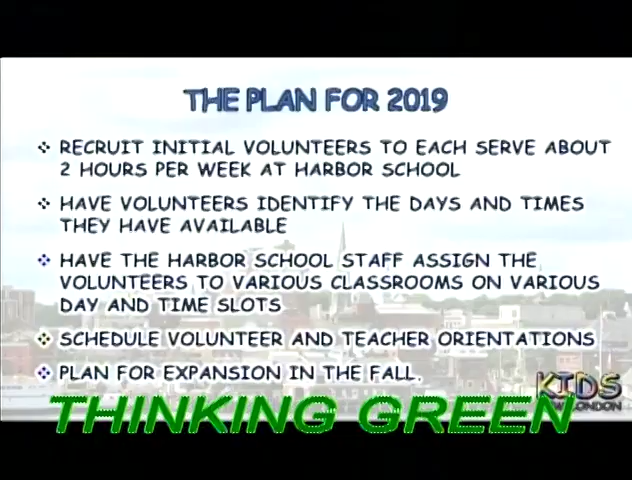 THE PLAN FOR 2019
RECRUIT INITIAL VOLUNTEERS TO EACH SERVE ABOUT
2 HOURS PER WEEK AT HARBOR SCHOOL
HAVE VOLUNTEERS IDENTIFY THE DAYS AND TIMES
THEY HAVE AVAILABLE
HAVE THE HARBOR SCHOOL STAFF ASSIGN THE
VOLUNTEERS TO VARIOUS CLASSROOMS ON VARIOUS
DAY AND TIME SLOTS
SCHEDULE VOLUNTEER AND TEACHER ORIENTATIONS
PLAN FOR EXPANSION IN THE FALL.
KIDS
LONDON
THINKING GREEN